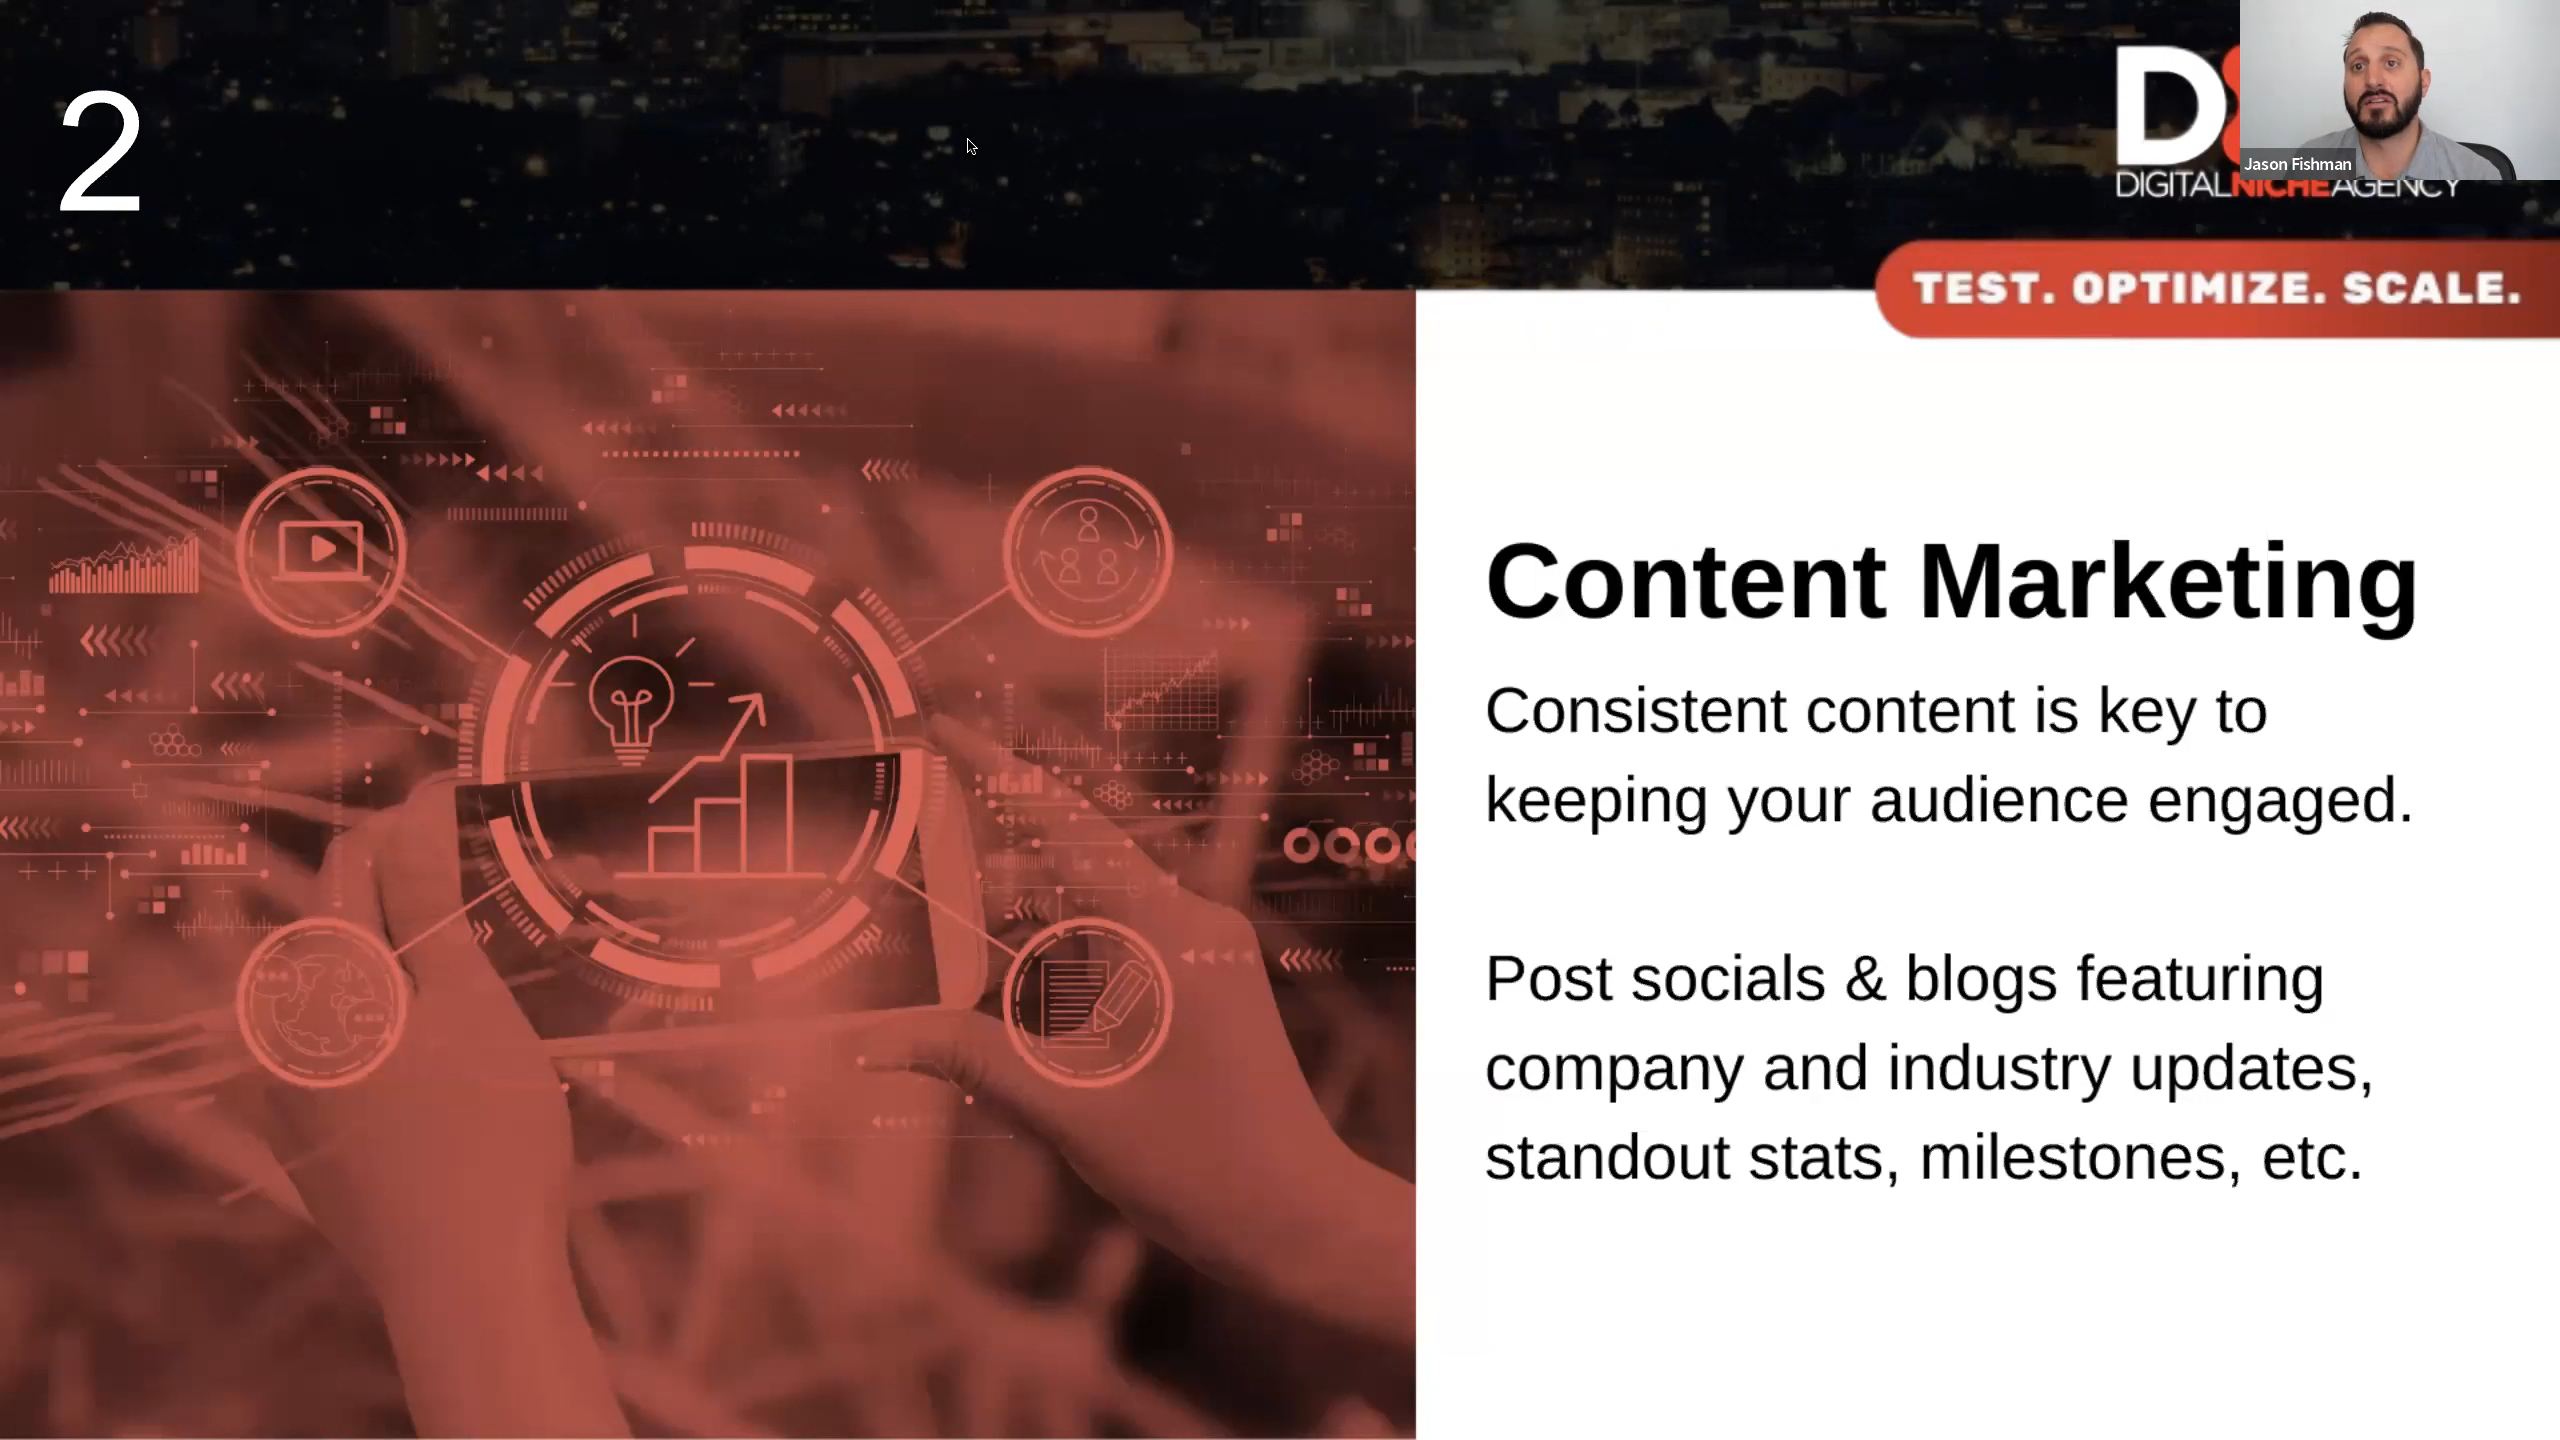 2
D
Jason Fishman
DIGITALNICHEAGENCY
TEST. OPTIMIZE. SCALE.
Content Marketing
Consistent content is key to
keeping your audience engaged.
Post socials & blogs featuring
company and industry updates,
standout stats, milestones, etc.